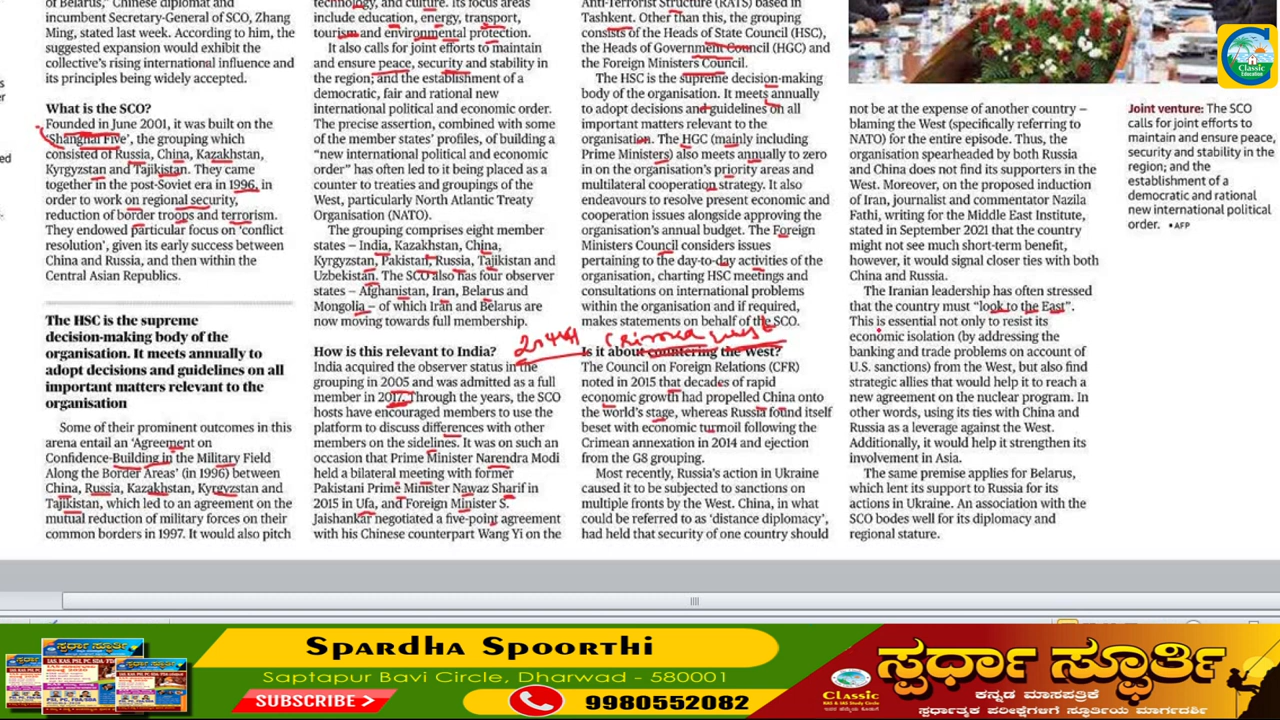 of Belarus," Chinese diplomat and
incumbent Secretary-General of SCO, Zhang
Ming, stated last week. According to him, the
suggested expansion would exhibit the
collective's rising international influence and
its principles being widely accepted.
What is the SCO?
Founded in June 2001, it was built on the
'Shanghai Five', the grouping which
consisted of Russia, China, Kazakhstan,
Kyrgyzstan and Tajikistan. They came
together in the post-Soviet era in 1996, in
order to work on regional security,
reduction of border troops and terrorism.
They endowed particular focus on 'conflict
resolution', given its early success between
China and Russia, and then within the
Central Asian Republics.
The HSC is the supreme
decision-making body of the
organisation. It meets annually to
adopt decisions and guidelines on all
important matters relevant to the
organisation
Some of their prominent outcomes in this
arena entail an 'Agreement on
Confidence-Building in the Military Field
Along the Border Areas' (in 1996) between
China, Russia, Kazakhstan, Kyrgyzstan and
Tajikistan, which led to an agreement on the
mutual reduction of military forces on their
common borders in 1997. It would also pitch
technology, and culture. Its focus areas
include education, energy, transport,
tourism and environmental protection.
It also calls for joint efforts to maintain
and ensure peace, security and stability in
the region; and the establishment of a
democratic, fair and rational new
international political and economic order.
The precise assertion, combined with some
of the member states' profiles, of building a
"new international political and economic
order" has often led to it being placed as a
counter to treaties and groupings of the
West, particularly North Atlantic Treaty
Organisation (NATO).
The grouping comprises eight member
states – India, Kazakhstan, China,
Kyrgyzstan, Pakistan, Russia, Tajikistan and
Uzbekistan. The SCO also has four observer
states – Afghanistan, Iran, Belarus and
Mongolia – of which Iran and Belarus are
now moving towards full membership.
How is this relevant to India?
India acquired the observer status in the
grouping in 2005 and was admitted as a full
member in 2017. Through the years, the SCO
hosts have encouraged members to use the
platform to discuss differences with other
members on the sidelines. It was on such an
occasion that Prime Minister Narendra Modi
held a bilateral meeting with former
Pakistani Prime Minister Nawaz Sharif in
2015 in Ufa, and Foreign Minister S.
Jaishankar negotiated a five-point agreement
with his Chinese counterpart Wang Yi on the
Anti-Terrorist Structure (RATS) based in
Tashkent. Other than this, the grouping
consists of the Heads of State Council (HSC),
the Heads of Government Council (HGC) and
the Foreign Ministers Council.
The HSC is the supreme decision-making
body of the organisation. It meets annually
to adopt decisions and guidelines on all
important matters relevant to the
organisation. The HGC (mainly including
Prime Ministers) also meets annually to zero
in on the organisation's priority areas and
multilateral cooperation strategy. It also
endeavours to resolve present economic and
cooperation issues alongside approving the
organisation's annual budget. The Foreign
Ministers Council considers issues
pertaining to the day-to-day activities of the
organisation, charting HSC meetings and
consultations on international problems
within the organisation and if required,
makes statements on behalf of the SCO.
Crimea West
Is it about countering the West?
The Council on Foreign Relations (CFR)
noted in 2015 that decades of rapid
economic growth had propelled China onto
the world's stage, whereas Russia found itself
beset with economic turmoil following the
Crimean annexation in 2014 and ejection
from the G8 grouping.
Most recently, Russia's action in Ukraine
caused it to be subjected to sanctions on
multiple fronts by the West. China, in what
could be referred to as 'distance diplomacy',
had held that security of one country should
not be at the expense of another country –
blaming the West (specifically referring to
NATO) for the entire episode. Thus, the
organisation spearheaded by both Russia
and China does not find its supporters in the
West. Moreover, on the proposed induction
of Iran, journalist and commentator Nazila
Fathi, writing for the Middle East Institute,
stated in September 2021 that the country
might not see much short-term benefit,
however, it would signal closer ties with both
China and Russia.
The Iranian leadership has often stressed
that the country must "look to the East".
This is essential not only to resist its
economic isolation (by addressing the
banking and trade problems on account of
U.S. sanctions) from the West, but also find
strategic allies that would help it to reach a
new agreement on the nuclear program. In
other words, using its ties with China and
Russia as a leverage against the West.
Additionally, it would help it strengthen its
involvement in Asia.
The same premise applies for Belarus,
which lent its support to Russia for its
actions in Ukraine. An association with the
SCO bodes well for its diplomacy and
regional stature.
Joint venture: The SCO
calls for joint efforts to
maintain and ensure peace,
security and stability in the
region; and the
establishment of a
democratic and rational
new international political
order. • AFP
Classic
Education
Spardha Spoorthi
Saptapur Bavi Circle, Dharwad - 580001
SUBSCRIBE
9980552082
Classic
ಸ್ಪರ್ಧಾ ಸ್ಫೂರ್ತಿ
ಕನ್ನಡ ಮಾಸಪತ್ರಿಕೆ
ಸ್ಪರ್ಧಾತ್ಮಕ ಪರೀಕ್ಷೆಗಳಿಗೆ ಸ್ಫೂರ್ತಿಯ ಮಾರ್ಗದರ್ಶಿ